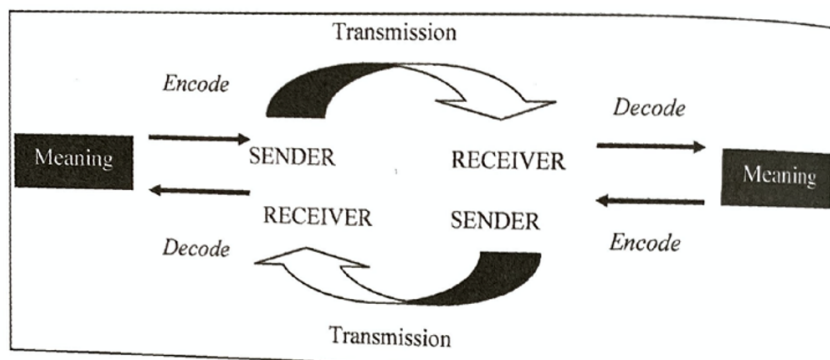 Transmission
Encode
Decode
Meaning
SENDER
RECEIVER
Meaning
RECEIVER
SENDER
Decode
Encode
Transmission